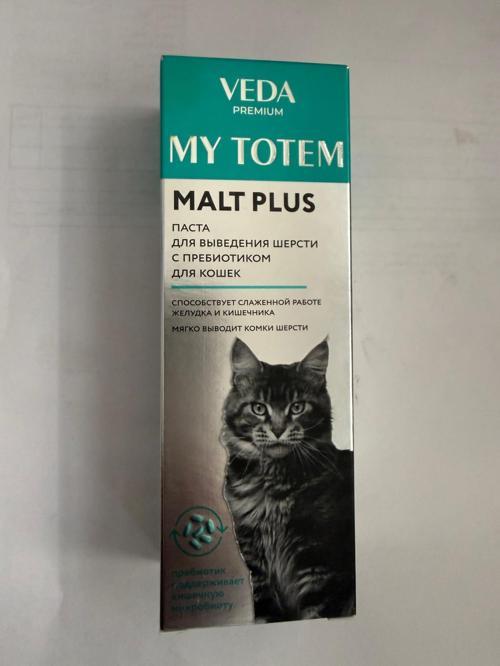 VEDA
PREMIUM
MY TOTEM
MALT PLUS
ПАСТА
ДЛЯ ВЫВЕДЕНИЯ ШЕРСТИ
С ПРЕБИОТИКОМ
ДЛЯ КОШЕК
СПОСОБСТВУЕТ СЛАЖЕННОЙ РАБОТЕ
ЖЕЛУДКА И КИШЕЧНИКА
МЯГКО ВЫВОДИТ КОМКИ ШЕРСТИ
пребиотик
поддерживает
кишечную
микробиоту